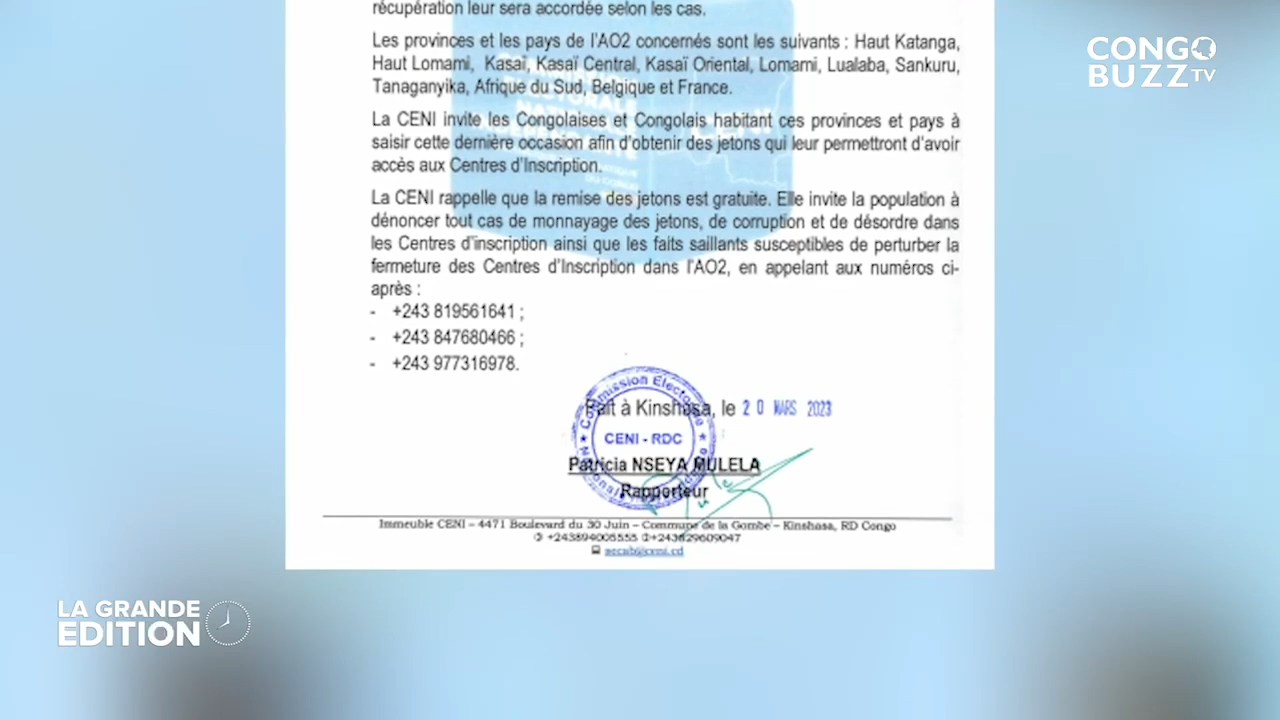 récupération leur sera accordée selon les cas.
Les provinces et les pays de l'AO2 concernés sont les suivants : Haut Katanga,
Haut Lomami, Kasaï, Kasaï Central, Kasaï Oriental, Lomami, Lualaba, Sankuru,
Tanaganyika, Afrique du Sud, Belgique et France.
La CENI invite les Congolaises et Congolais habitant ces provinces et pays à
saisir cette dernière occasion afin d'obtenir des jetons qui leur permettront d'avoir
accès aux Centres d'Inscription.
La CENI rappelle que la remise des jetons est gratuite. Elle invite la population à
dénoncer tout cas de monnayage des jetons, de corruption et de désordre dans
les Centres d'inscription ainsi que les faits saillants susceptibles de perturber la
fermeture des Centres d'Inscription dans l'AO2, en appelant aux numéros ci-
après :
- +243 819561641 ;
- +243 847680466 ;
- +243 977316978.
Fait à Kinshasa, le 20 MARS 2023
CENI - RDC
Patricia NSEYA MULELA
Rapporteur
Immeuble CENI – 4471 Boulevard du 30 Juin – Commune de la Gombe – Kinshasa, RD Congo
CONGO
BUZZ TV
LA GRANDE
EDITION